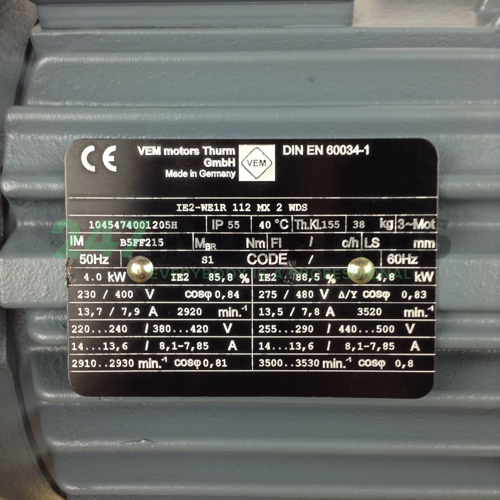 CE VEM motors Thurm GmbH VEM DIN EN 60034-1
Made in Germany
IE2-WE1R 112 MX 2 WDS
1045474001205H IP 55 40 °C Th.Kl.155 38 kg 3~Mot.
IM B5FF215 MBR Nm Fl / c/h LS mm
50Hz S1 CODE / 60Hz
4.0 kW IE2 85,8 % IE2 88,5 % 4,8 kW
230 / 400 V cosφ 0,84 275 / 480 V Δ/Y cosφ 0,83
13,7 / 7,9 A 2920 min.-1 13,5 / 7,8 A 3520 min.-1
220...240 / 380...420 V 255...290 / 440...500 V
14...13,6 / 8,1-7,85 A 14...13,6 / 8,1-7,85 A
2910..2930 min.-1 cosφ 0,81 3500..3530 min.-1 cosφ 0,8